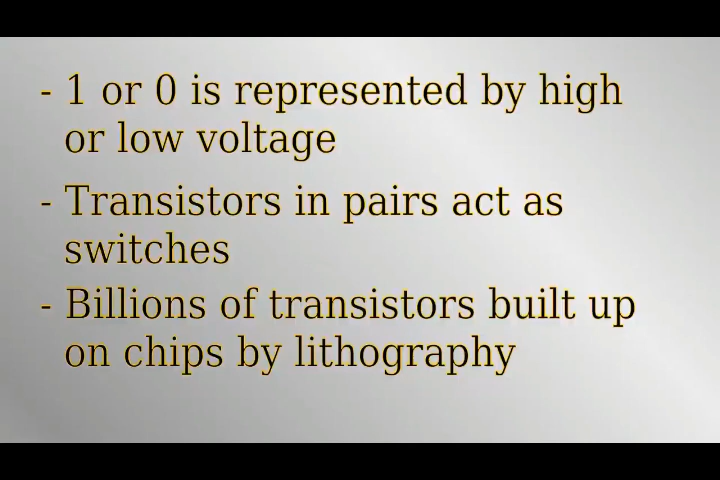 - 1 or 0 is represented by high
or low voltage
- Transistors in pairs act as
switches
- Billions of transistors built up
on chips by lithography